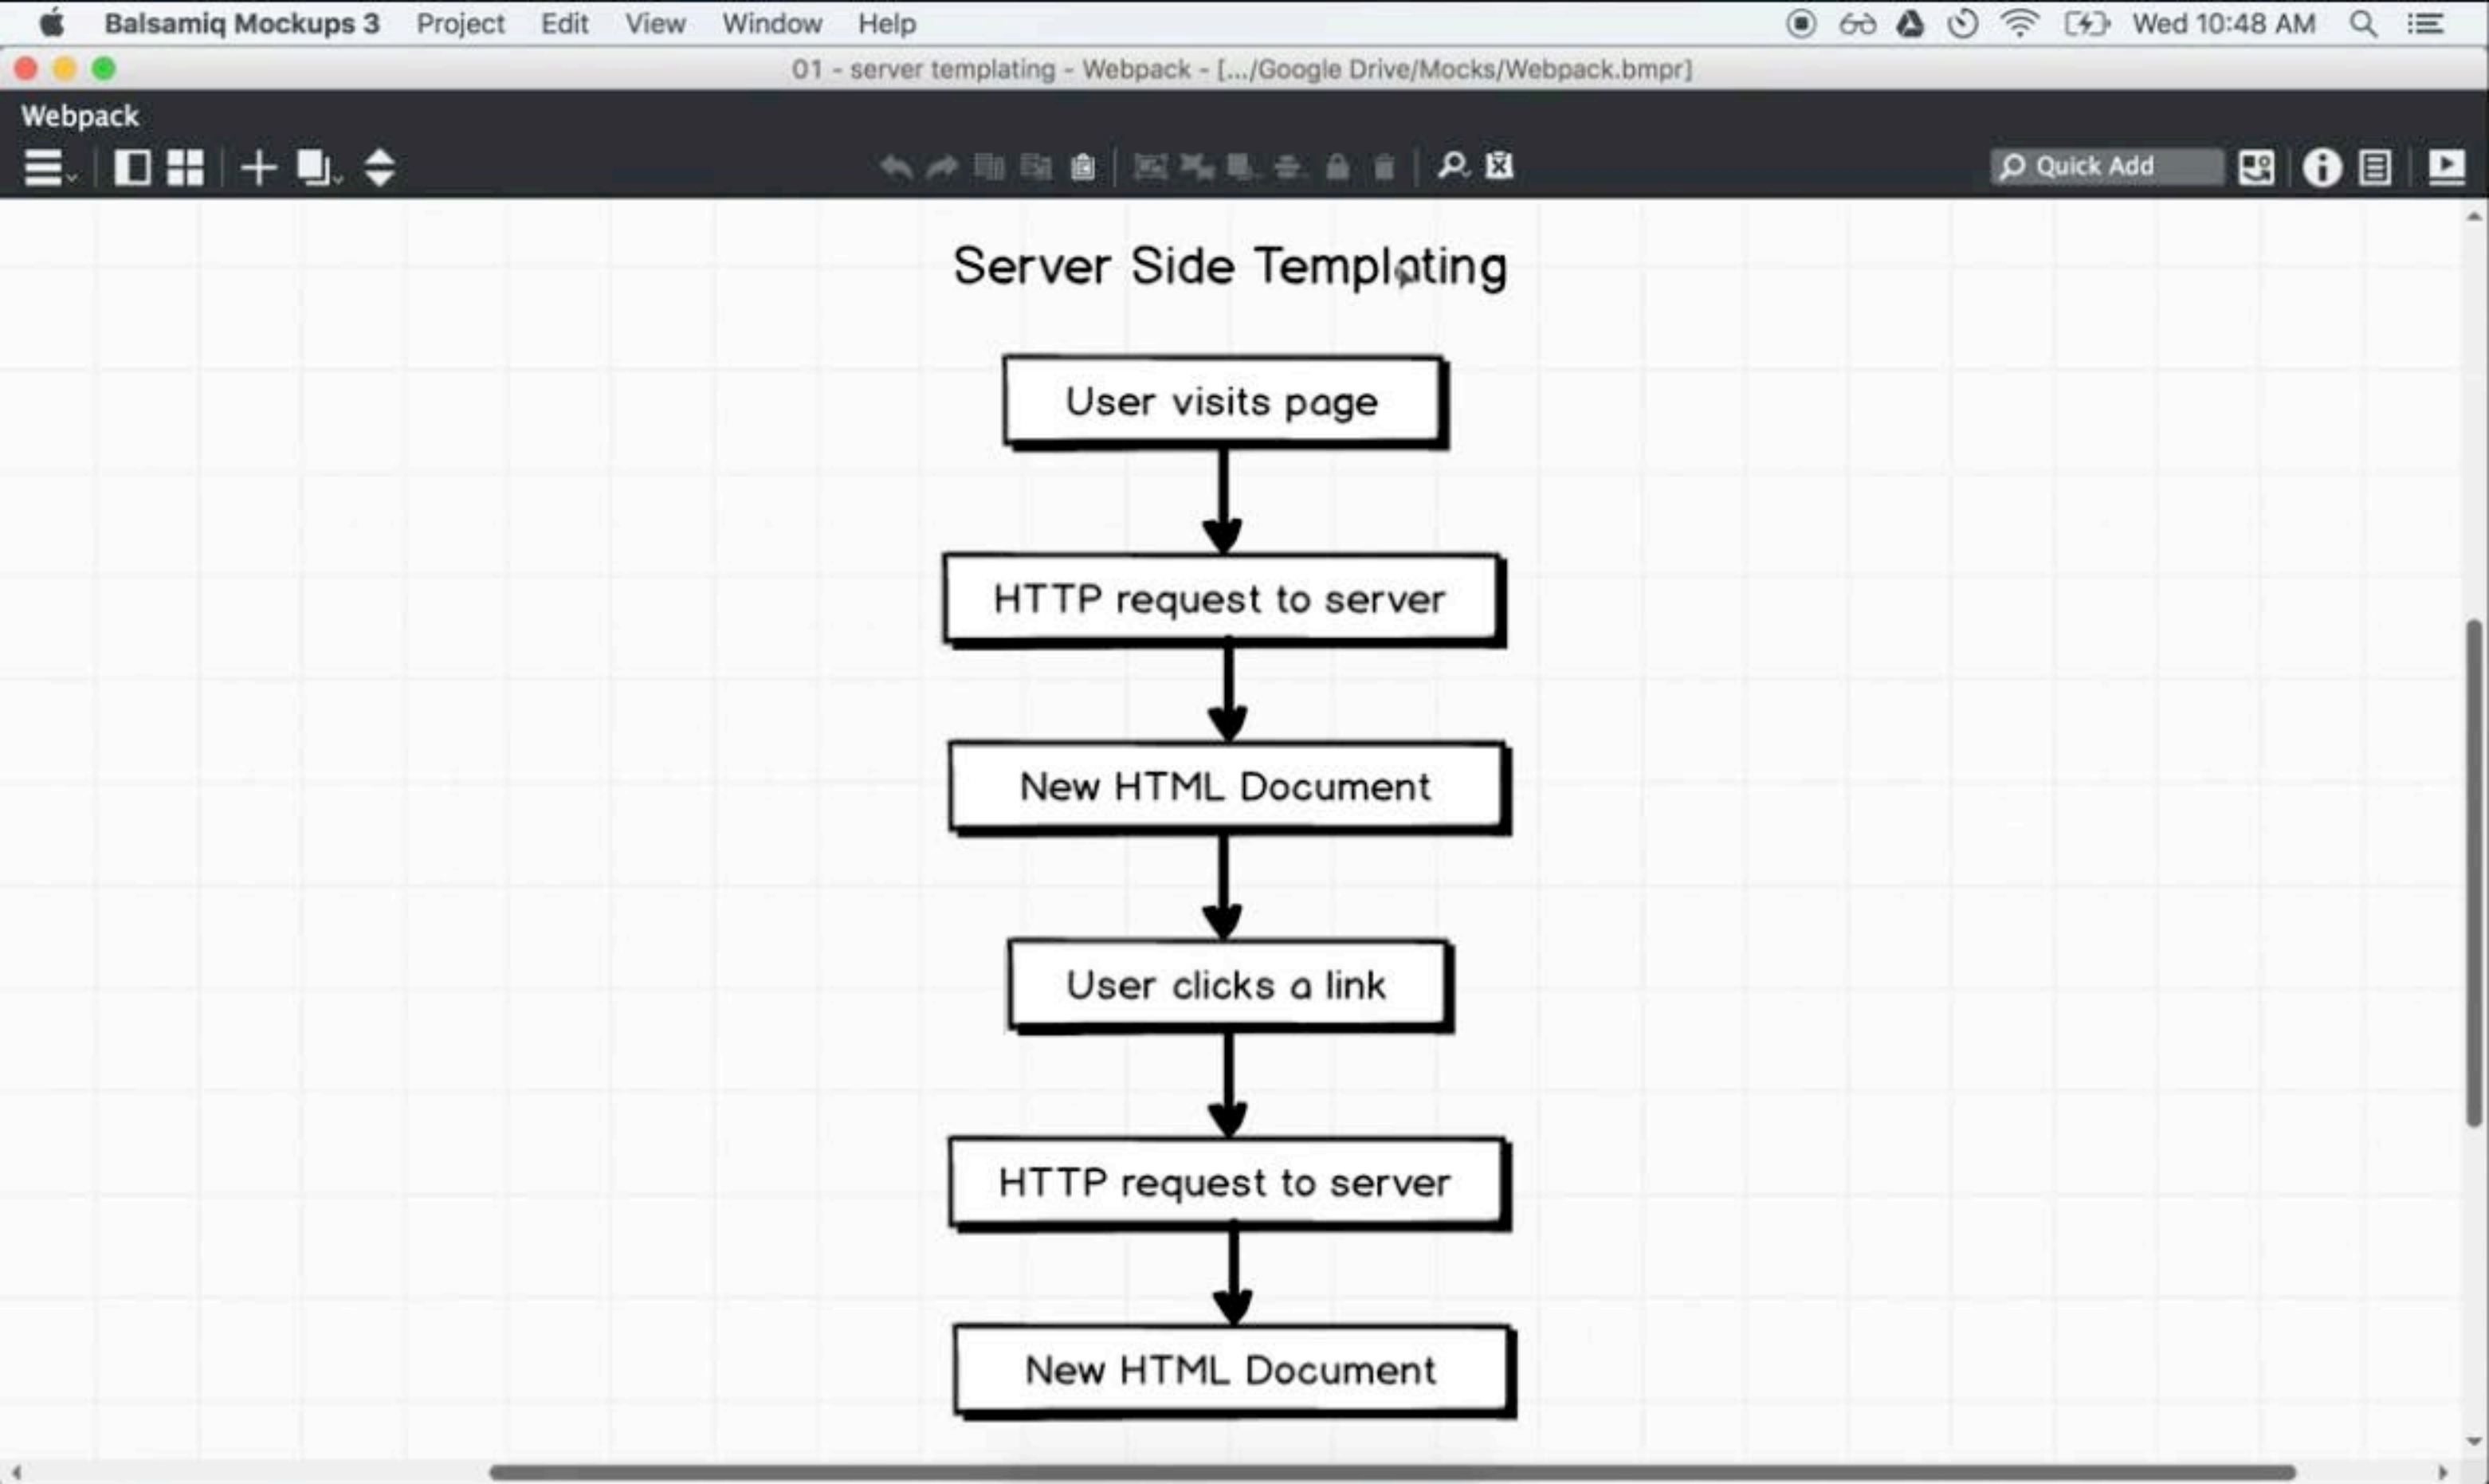 Balsamiq Mockups 3 Project Edit View Window Help Wed 10:48 AM
01 - server templating - Webpack - [.../Google Drive/Mocks/Webpack.bmpr]
Webpack
Quick Add
Server Side Templating
User visits page
HTTP request to server
New HTML Document
User clicks a link
HTTP request to server
New HTML Document